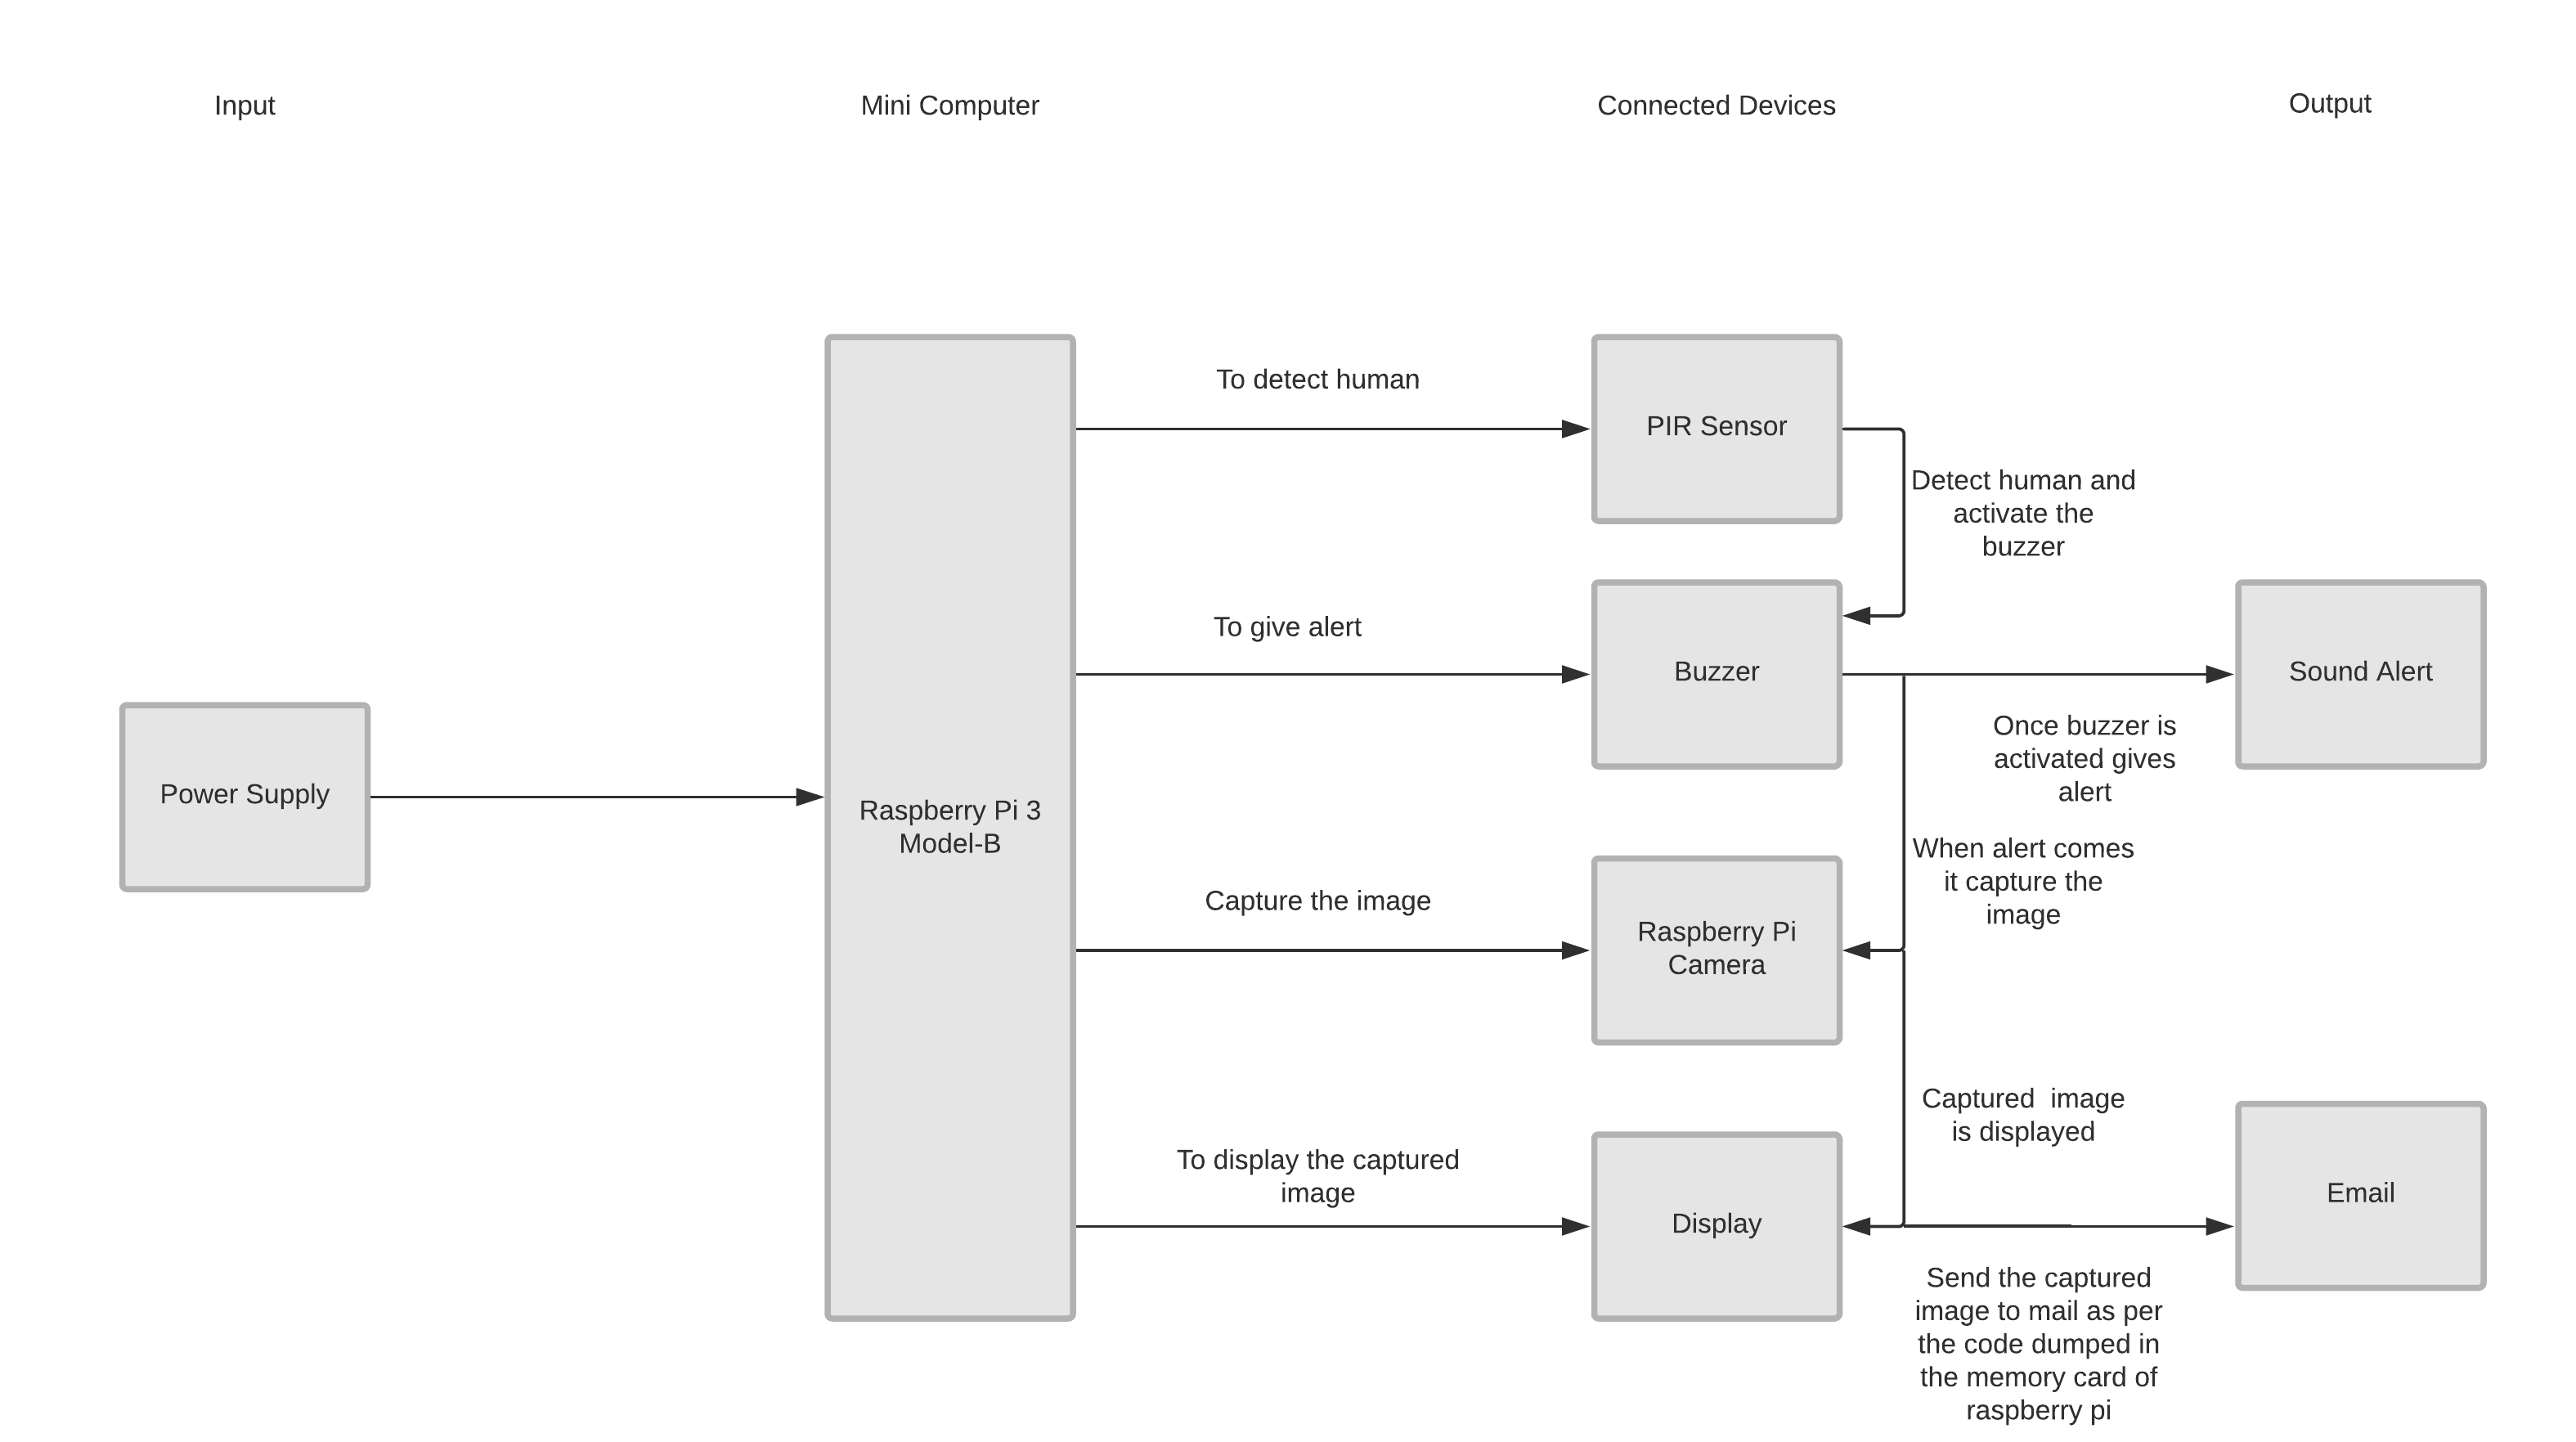 Input
Mini Computer
Connected Devices
Output
To detect human
PIR Sensor
Detect human and
activate the
buzzer
To give alert
Buzzer
Sound Alert
Once buzzer is
activated gives
alert
Power Supply
Raspberry Pi 3
Model-B
When alert comes
it capture the
image
Capture the image
Raspberry Pi
Camera
Captured  image
is displayed
To display the captured
image
Display
Email
Send the captured
image to mail as per
the code dumped in
the memory card of
raspberry pi